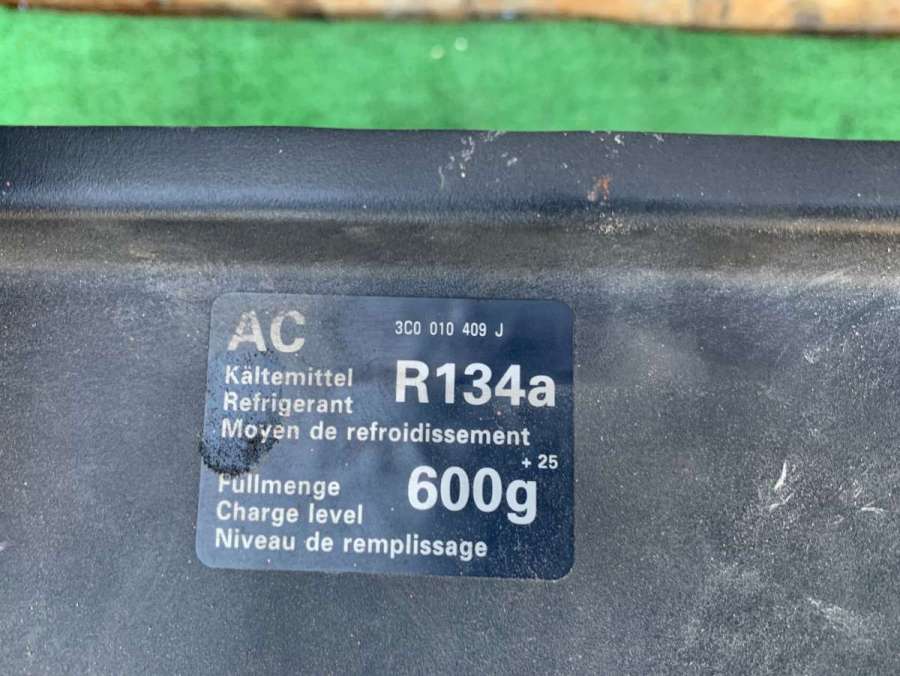 AC 3C0 010 409 J
Kältemittel R134a
Refrigerant
Moyen de refroidissement
Füllmenge 600g + 25
Charge level
Niveau de remplissage